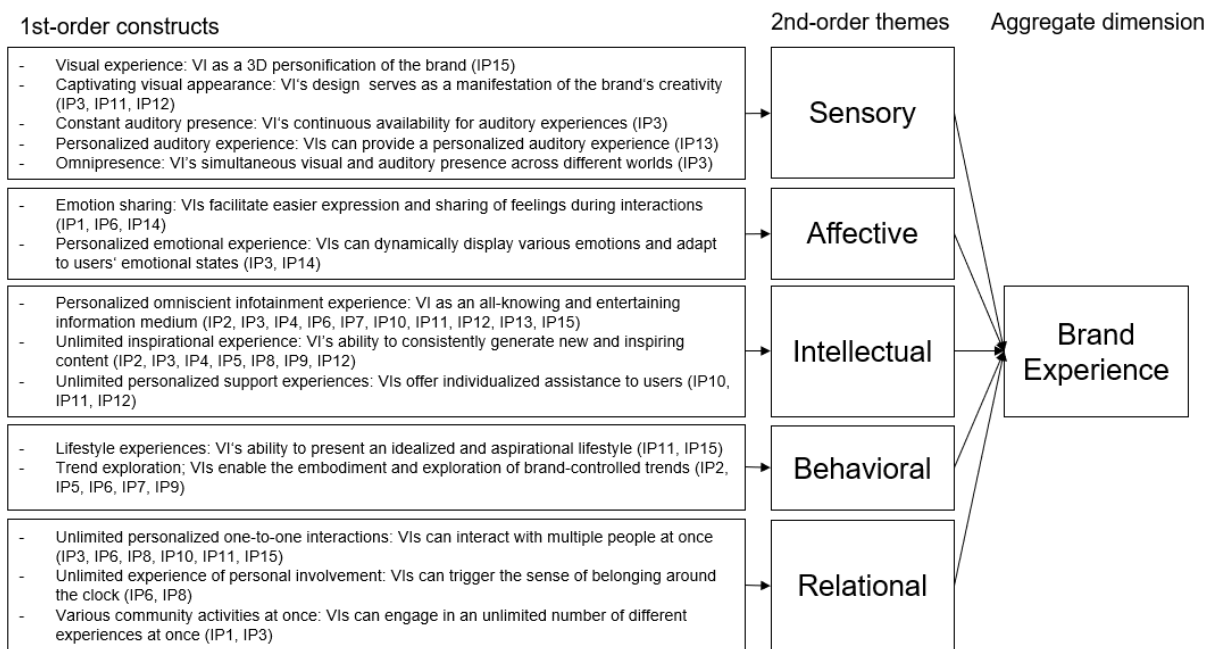 1st-order constructs
2nd-order themes
Aggregate dimension
- Visual experience: VI as a 3D personification of the brand (IP15)
- Captivating visual appearance: VI's design serves as a manifestation of the brand's creativity
(IP3, IP11, IP12)
- Constant auditory presence: VI's continuous availability for auditory experiences (IP3)
- Personalized auditory experience: VIs can provide a personalized auditory experience (IP13)
- Omnipresence: VI's simultaneous visual and auditory presence across different worlds (IP3)
Sensory
- Emotion sharing: VIs facilitate easier expression and sharing of feelings during interactions
(IP1, IP6, IP14)
- Personalized emotional experience: VIs can dynamically display various emotions and adapt
to users' emotional states (IP3, IP14)
Affective
- Personalized omniscient infotainment experience: VI as an all-knowing and entertaining
information medium (IP2, IP3, IP4, IP6, IP7, IP10, IP11, IP12, IP13, IP15)
- Unlimited inspirational experience: VI's ability to consistently generate new and inspiring
content (IP2, IP3, IP4, IP5, IP8, IP9, IP12)
- Unlimited personalized support experiences: VIs offer individualized assistance to users (IP10,
IP11, IP12)
Intellectual
- Lifestyle experiences: VI's ability to present an idealized and aspirational lifestyle (IP11, IP15)
- Trend exploration; VIs enable the embodiment and exploration of brand-controlled trends (IP2,
IP5, IP6, IP7, IP9)
Behavioral
- Unlimited personalized one-to-one interactions: VIs can interact with multiple people at once
(IP3, IP6, IP8, IP10, IP11, IP15)
- Unlimited experience of personal involvement: VIs can trigger the sense of belonging around
the clock (IP6, IP8)
- Various community activities at once: VIs can engage in an unlimited number of different
experiences at once (IP1, IP3)
Relational
Brand
Experience